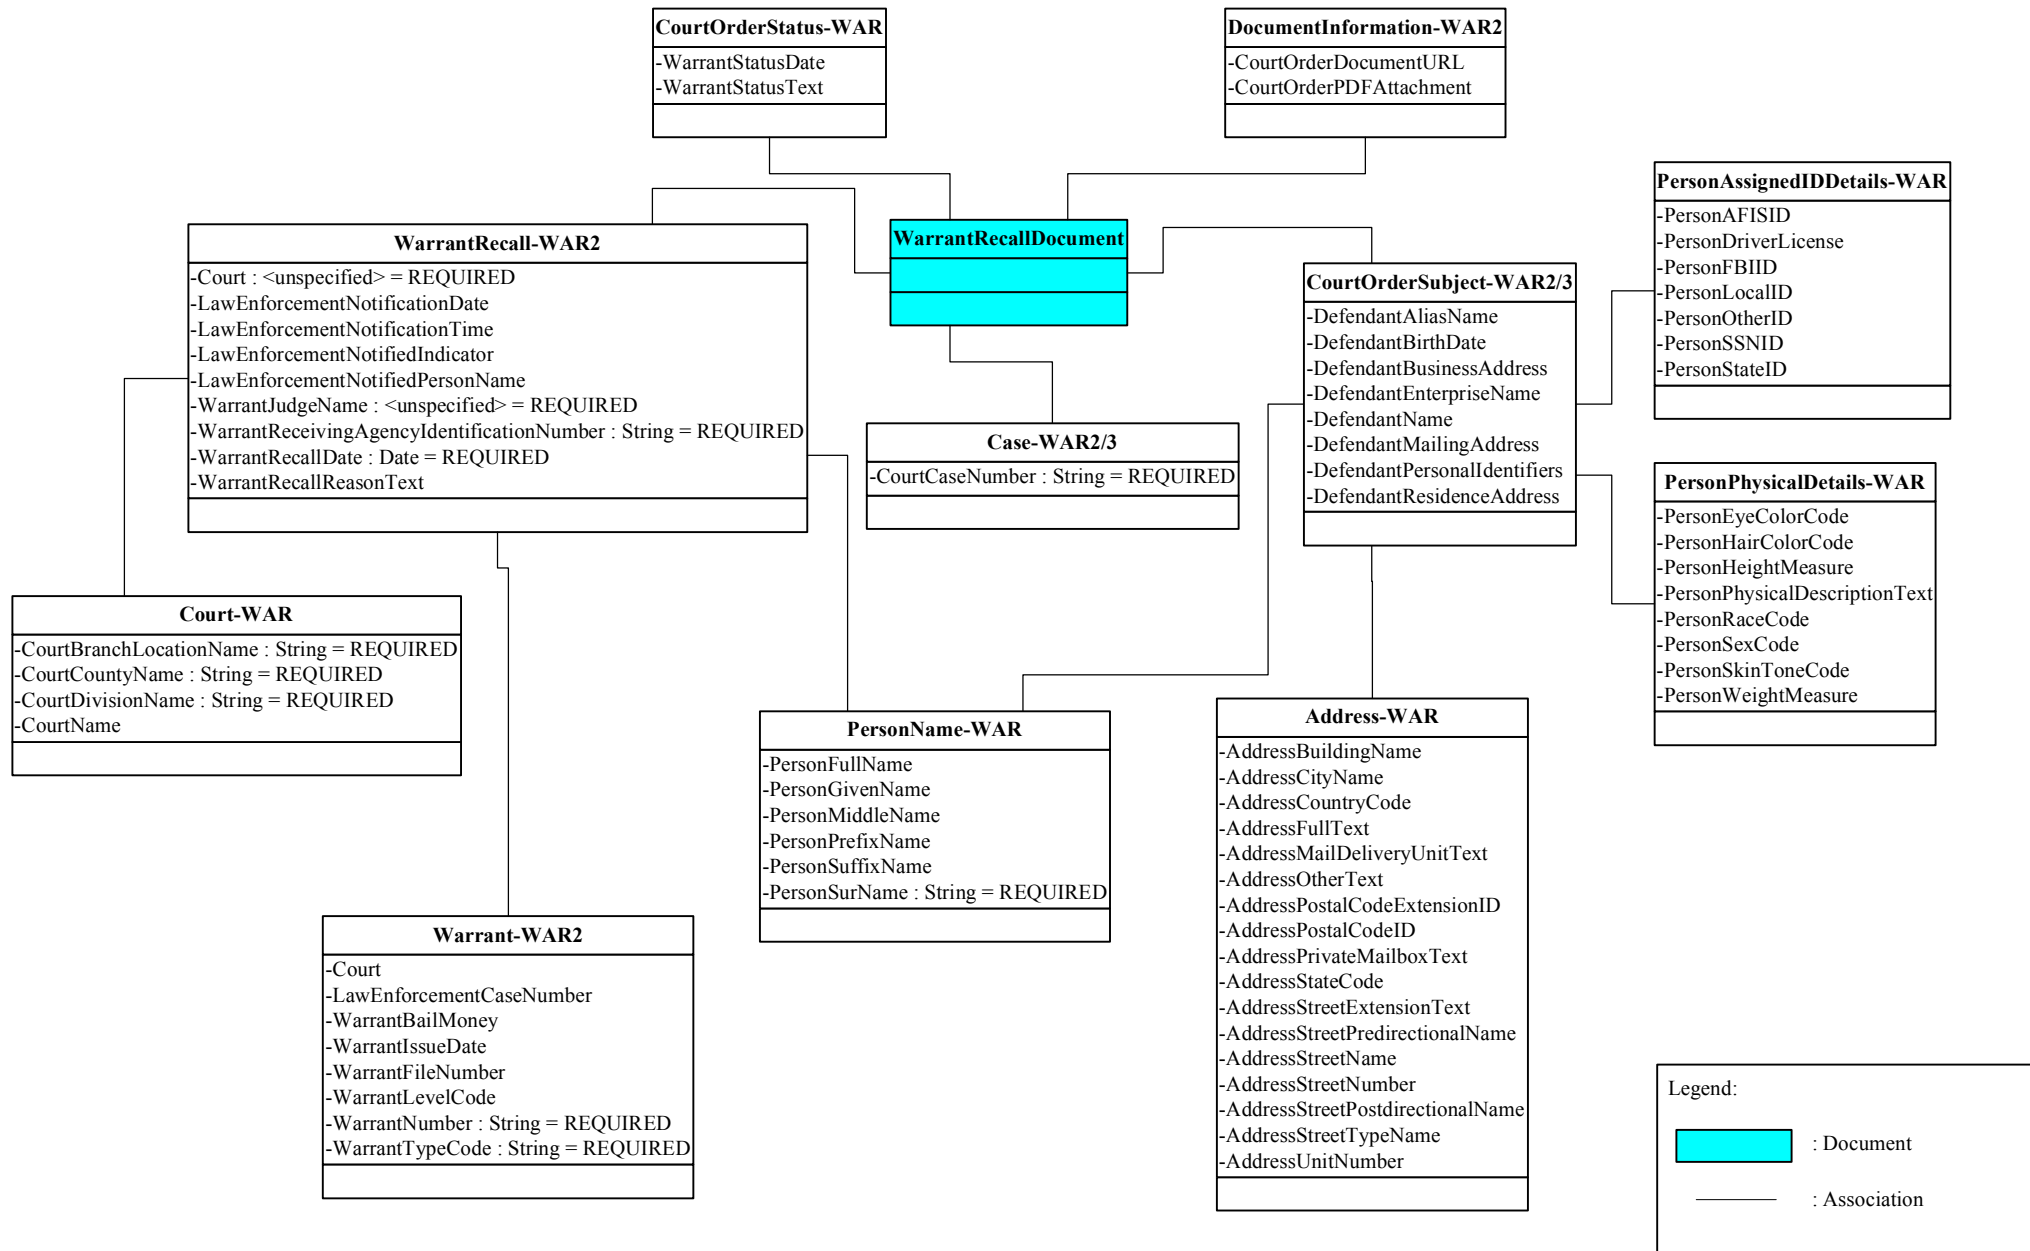 CourtOrderStatus-WAR
-WarrantStatusDate
-WarrantStatusText
DocumentInformation-WAR2
-CourtOrderDocumentURL
-CourtOrderPDFAttachment
WarrantRecall-WAR2
-Court : <unspecified> = REQUIRED
-LawEnforcementNotificationDate
-LawEnforcementNotificationTime
-LawEnforcementNotifiedIndicator
-LawEnforcementNotifiedPersonName
-WarrantJudgeName : <unspecified> = REQUIRED
-WarrantReceivingAgencyIdentificationNumber : String = REQUIRED
-WarrantRecallDate : Date = REQUIRED
-WarrantRecallReasonText
WarrantRecallDocument
CourtOrderSubject-WAR2/3
-DefendantAliasName
-DefendantBirthDate
-DefendantBusinessAddress
-DefendantEnterpriseName
-DefendantName
-DefendantMailingAddress
-DefendantPersonalIdentifiers
-DefendantResidenceAddress
PersonAssignedIDDetails-WAR
-PersonAFISID
-PersonDriverLicense
-PersonFBIID
-PersonLocalID
-PersonOtherID
-PersonSSNID
-PersonStateID
Case-WAR2/3
-CourtCaseNumber : String = REQUIRED
PersonPhysicalDetails-WAR
-PersonEyeColorCode
-PersonHairColorCode
-PersonHeightMeasure
-PersonPhysicalDescriptionText
-PersonRaceCode
-PersonSexCode
-PersonSkinToneCode
-PersonWeightMeasure
Court-WAR
-CourtBranchLocationName : String = REQUIRED
-CourtCountyName : String = REQUIRED
-CourtDivisionName : String = REQUIRED
-CourtName
PersonName-WAR
-PersonFullName
-PersonGivenName
-PersonMiddleName
-PersonPrefixName
-PersonSuffixName
-PersonSurName : String = REQUIRED
Address-WAR
-AddressBuildingName
-AddressCityName
-AddressCountryCode
-AddressFullText
-AddressMailDeliveryUnitText
-AddressOtherText
-AddressPostalCodeExtensionID
-AddressPostalCodeID
-AddressPrivateMailboxText
-AddressStateCode
-AddressStreetExtensionText
-AddressStreetPredirectionalName
-AddressStreetName
-AddressStreetNumber
-AddressStreetPostdirectionalName
-AddressStreetTypeName
-AddressUnitNumber
Warrant-WAR2
-Court
-LawEnforcementCaseNumber
-WarrantBailMoney
-WarrantIssueDate
-WarrantFileNumber
-WarrantLevelCode
-WarrantNumber : String = REQUIRED
-WarrantTypeCode : String = REQUIRED
Legend:
: Document
: Association